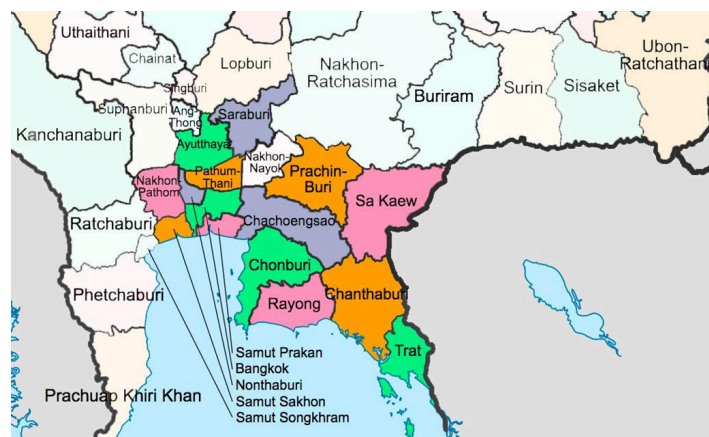 Uthaithani
Chainat
Lopburi
Nakhon-
Ratchasima
Ubon-
Ratchathan
Singburi
Suphanburi
Ang-
Thong
Saraburi
Buriram
Surin
Sisaket
Kanchanaburi
Ayutthaya
Nakhon-
Nayok
Pathum-
Thani
Prachin-
Buri
Nakhon-
Pathom
Sa Kaew
Ratchaburi
Chachoengsao
Chonburi
Phetchaburi
Rayong
Chanthaburi
Trat
Samut Prakan
Bangkok
Nonthaburi
Samut Sakhon
Samut Songkhram
Prachuap Khiri Khan